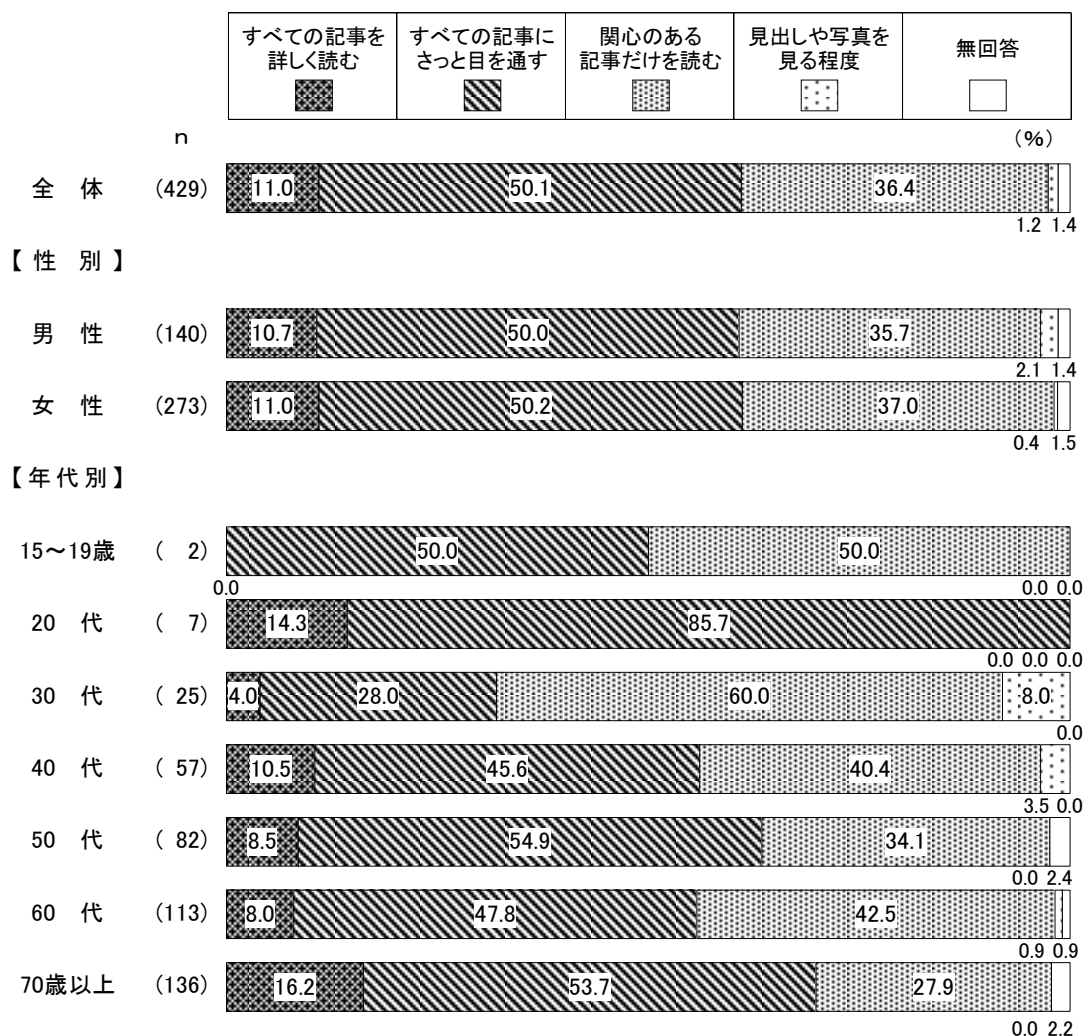 すべての記事を すべての記事に 関心のある 見出しや写真を 無回答
詳しく読む さっと目を通す 記事だけを読む 見る程度
n (%)
全 体 (429) 11.0 50.1 36.4
1.2 1.4
【性 別】
男 性 (140) 10.7 50.0 35.7
2.1 1.4
女 性 (273) 11.0 50.2 37.0
0.4 1.5
【年代別】
15～19歳 ( 2) 50.0 50.0
0.0 0.0 0.0
20 代 ( 7) 14.3 85.7
0.0 0.0 0.0
30 代 ( 25) 4.0 28.0 60.0 8.0
0.0
40 代 ( 57) 10.5 45.6 40.4
3.5 0.0
50 代 ( 82) 8.5 54.9 34.1
0.0 2.4
60 代 (113) 8.0 47.8 42.5
0.9 0.9
70歳以上 (136) 16.2 53.7 27.9
0.0 2.2